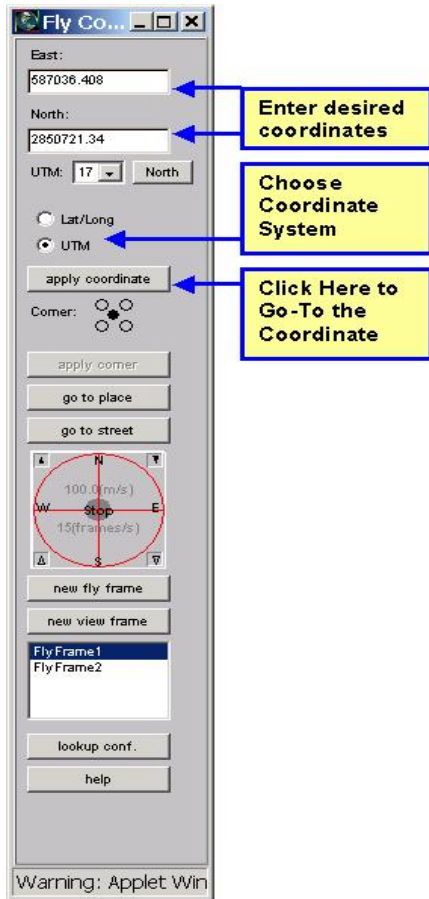 Fly Co...
East:
587036.408
North:
2850721.34
UTM: 17 North
Lat/Long
UTM
apply coordinate
Corner:
apply corner
go to place
go to street
N
100.0(m/s)
W Stop E
15(frames/s)
S
new fly frame
new view frame
FlyFrame1
FlyFrame2
lookup conf.
help
Warning: Applet Win
Enter desired
coordinates
Choose
Coordinate
System
Click Here to
Go-To the
Coordinate